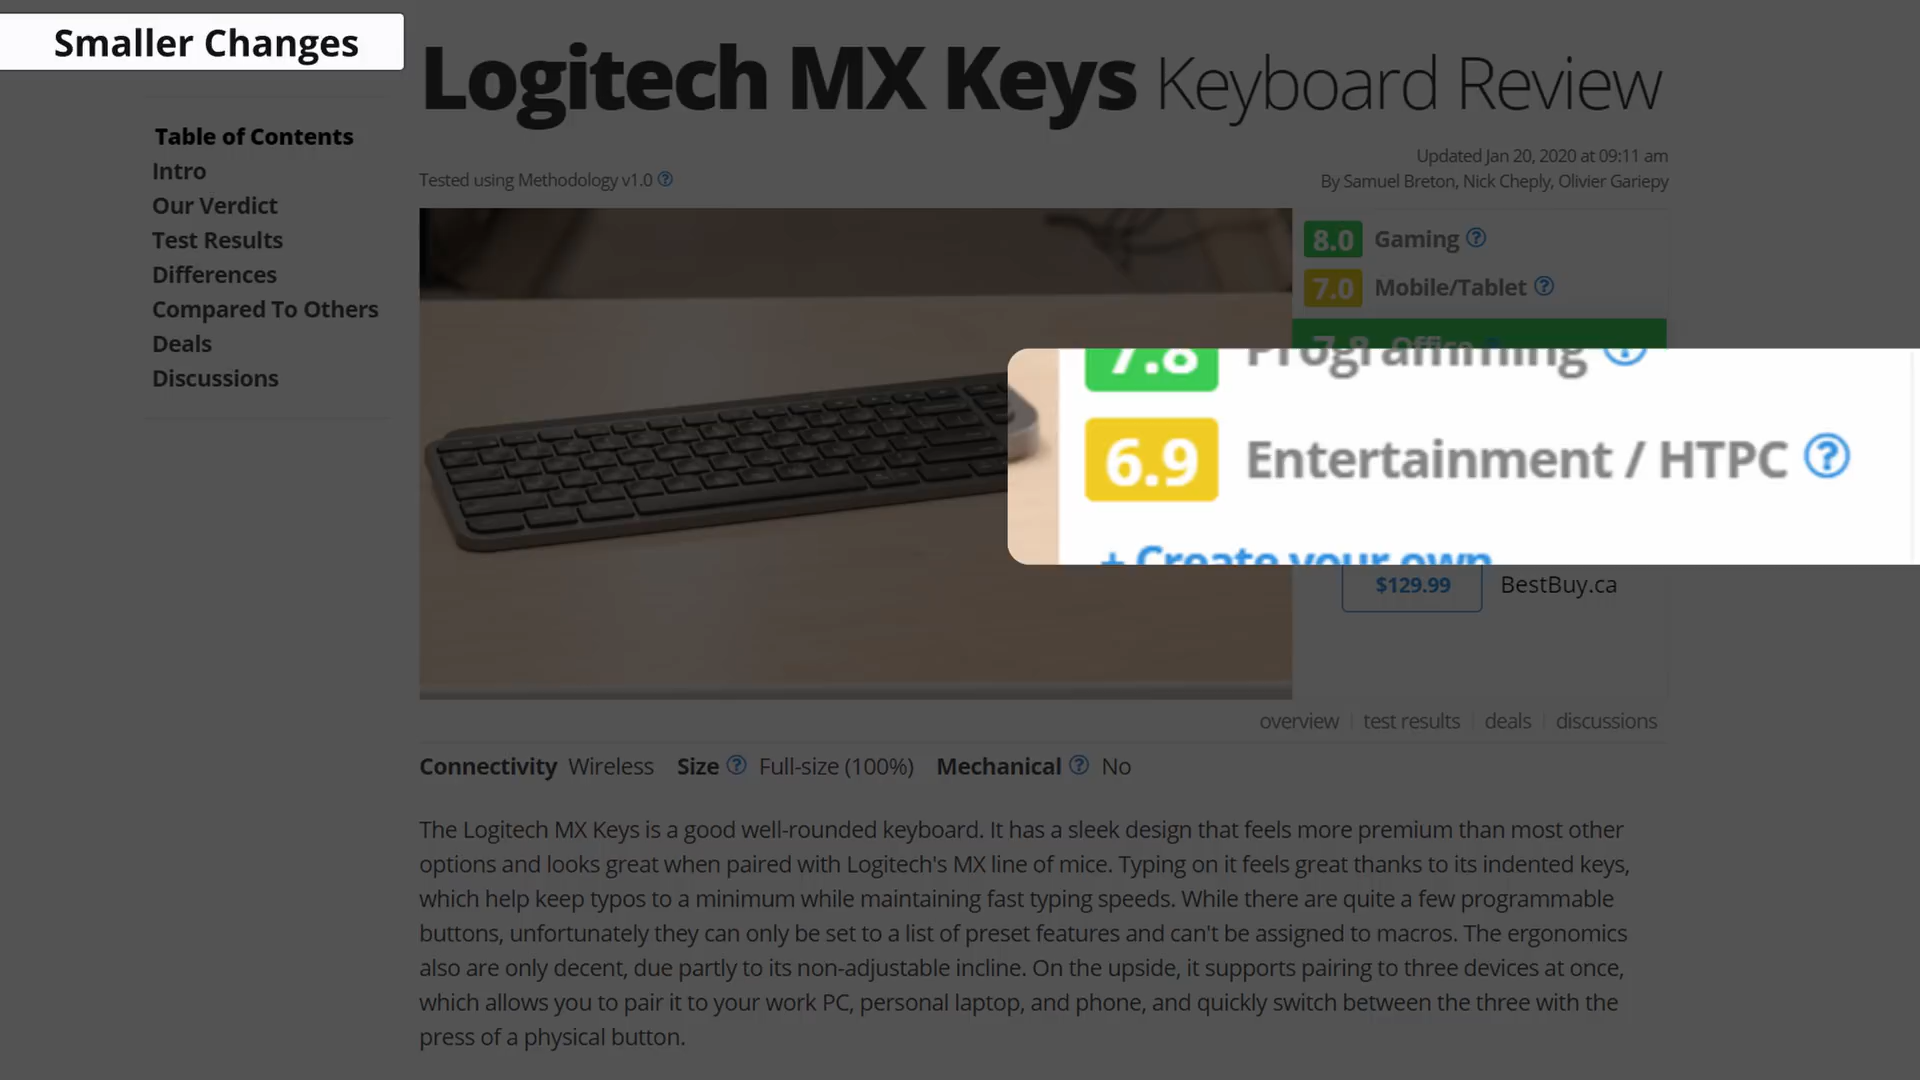 Smaller Changes
Logitech MX Keys Keyboard Review
Table of Contents
Intro
Our Verdict
Test Results
Differences
Compared To Others
Deals
Discussions
Updated Jan 20, 2020 at 09:11 am
Tested using Methodology v1.0
By Samuel Breton, Nick Cheply, Olivier Gariepy
8.0 Gaming
7.0 Mobile/Tablet
7.8 Office
7.8 Programming
6.9 Entertainment / HTPC
+ Create your own
$129.99 BestBuy.ca
overview test results deals discussions
Connectivity Wireless Size Full-size (100%) Mechanical No
The Logitech MX Keys is a good well-rounded keyboard. It has a sleek design that feels more premium than most other
options and looks great when paired with Logitech's MX line of mice. Typing on it feels great thanks to its indented keys,
which help keep typos to a minimum while maintaining fast typing speeds. While there are quite a few programmable
buttons, unfortunately they can only be set to a list of preset features and can't be assigned to macros. The ergonomics
also are only decent, due partly to its non-adjustable incline. On the upside, it supports pairing to three devices at once,
which allows you to pair it to your work PC, personal laptop, and phone, and quickly switch between the three with the
press of a physical button.